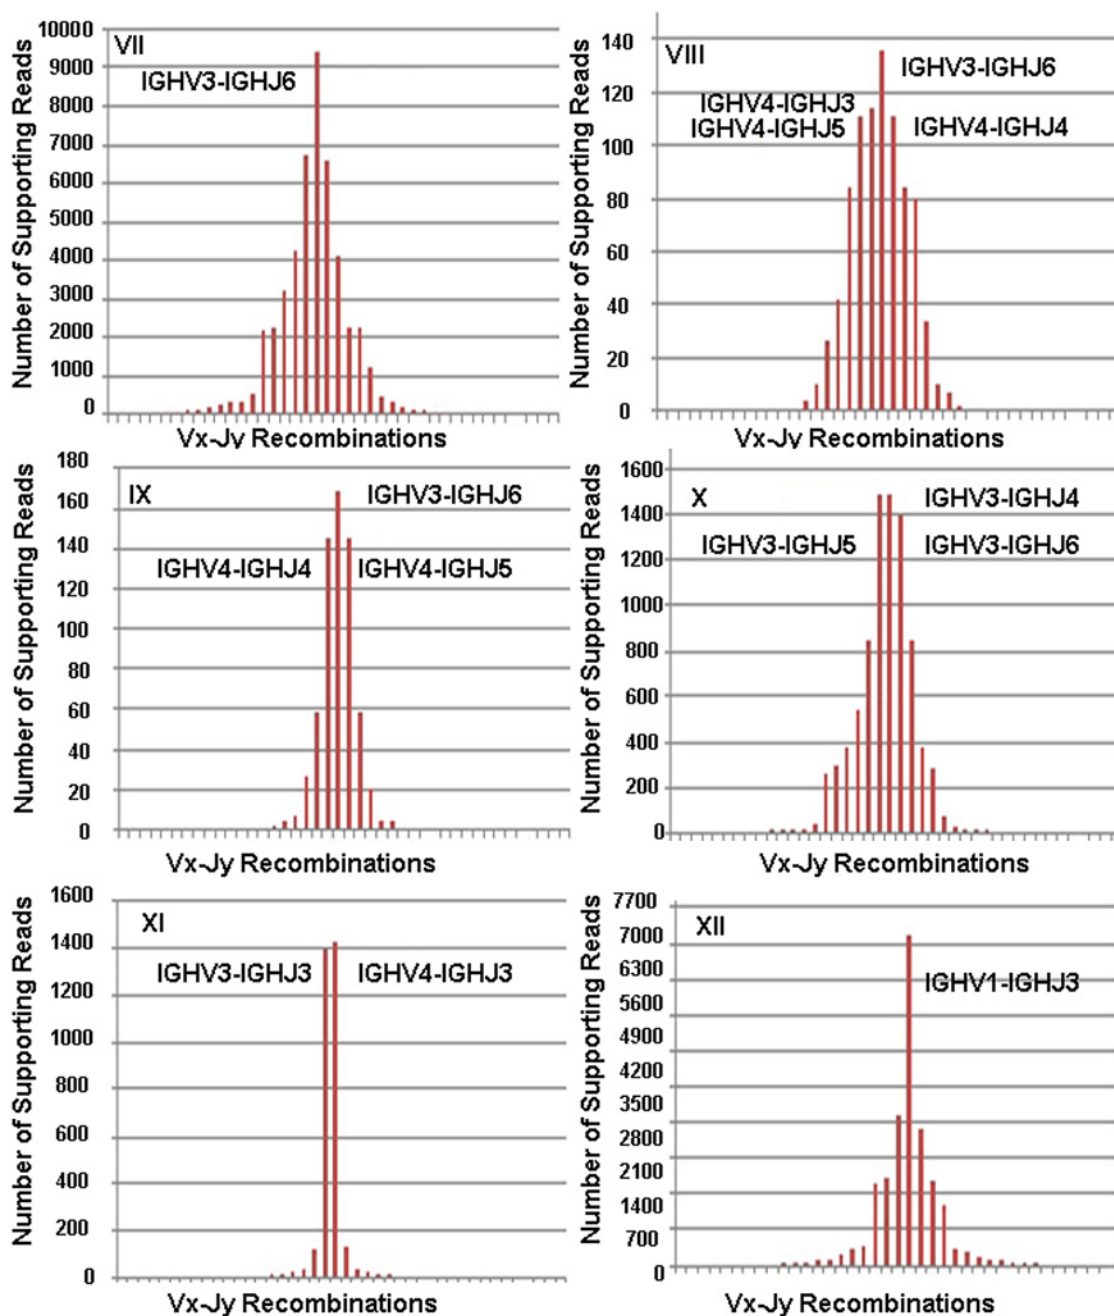 10000
9000
8000
7000
6000
5000
4000
3000
2000
1000
0
Number of Supporting Reads
VII
IGHV3-IGHJ6
Vx-Jy Recombinations
140
120
100
80
60
40
20
0
Number of Supporting Reads
VIII
IGHV3-IGHJ6
IGHV4-IGHJ3
IGHV4-IGHJ5
IGHV4-IGHJ4
Vx-Jy Recombinations
180
160
140
120
100
80
60
40
20
0
Number of Supporting Reads
IX
IGHV3-IGHJ6
IGHV4-IGHJ4
IGHV4-IGHJ5
Vx-Jy Recombinations
1600
1400
1200
1000
800
600
400
200
0
Number of Supporting Reads
X
IGHV3-IGHJ4
IGHV3-IGHJ5
IGHV3-IGHJ6
Vx-Jy Recombinations
1600
1400
1200
1000
800
600
400
200
0
Number of Supporting Reads
XI
IGHV3-IGHJ3
IGHV4-IGHJ3
Vx-Jy Recombinations
7700
7000
6300
5600
4900
4200
3500
2800
2100
1400
700
0
Number of Supporting Reads
XII
IGHV1-IGHJ3
Vx-Jy Recombinations